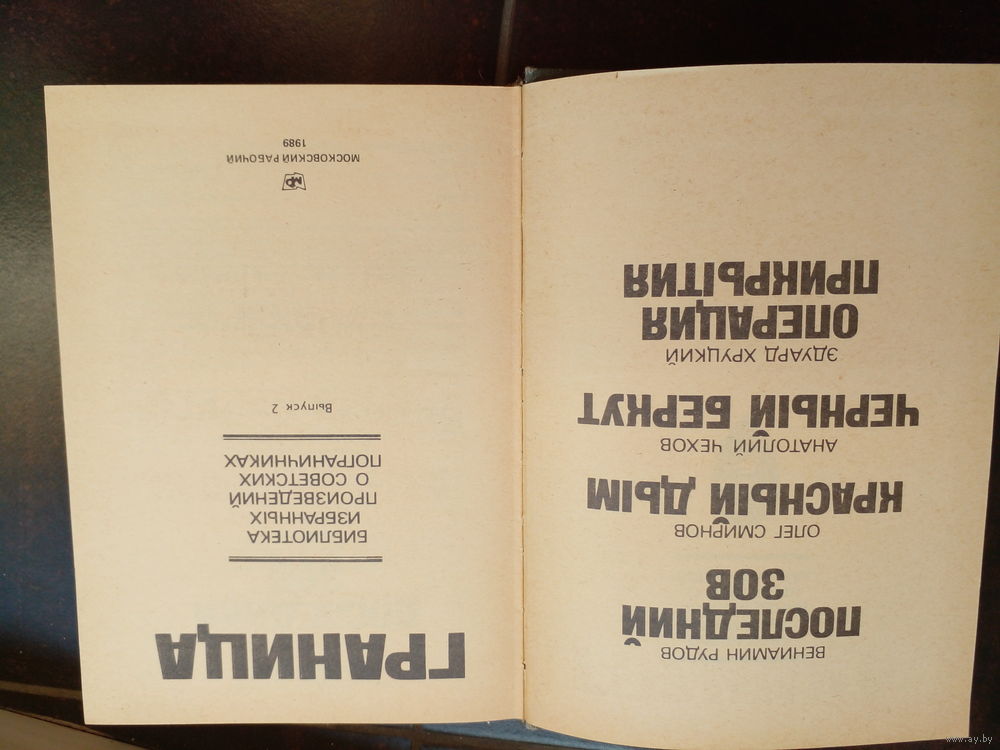 ВЕНИАМИН РУДОВ
ПОСЛЕДНИЙ
ЗОВ
ОЛЕГ СМИРНОВ
КРАСНЫЙ ДЫМ
АНАТОЛИЙ ЧЕХОВ
ЧЕРНЫЙ БЕРКУТ
ЭДУАРД ХРУЦКИЙ
ОПЕРАЦИЯ
ПРИКРЫТИЯ
ГРАНИЦА
БИБЛИОТЕКА
ИЗБРАННЫХ
ПРОИЗВЕДЕНИЙ
О СОВЕТСКИХ
ПОГРАНИЧНИКАХ
Выпуск 2
МР
МОСКОВСКИЙ РАБОЧИЙ
1989
www.ay.by